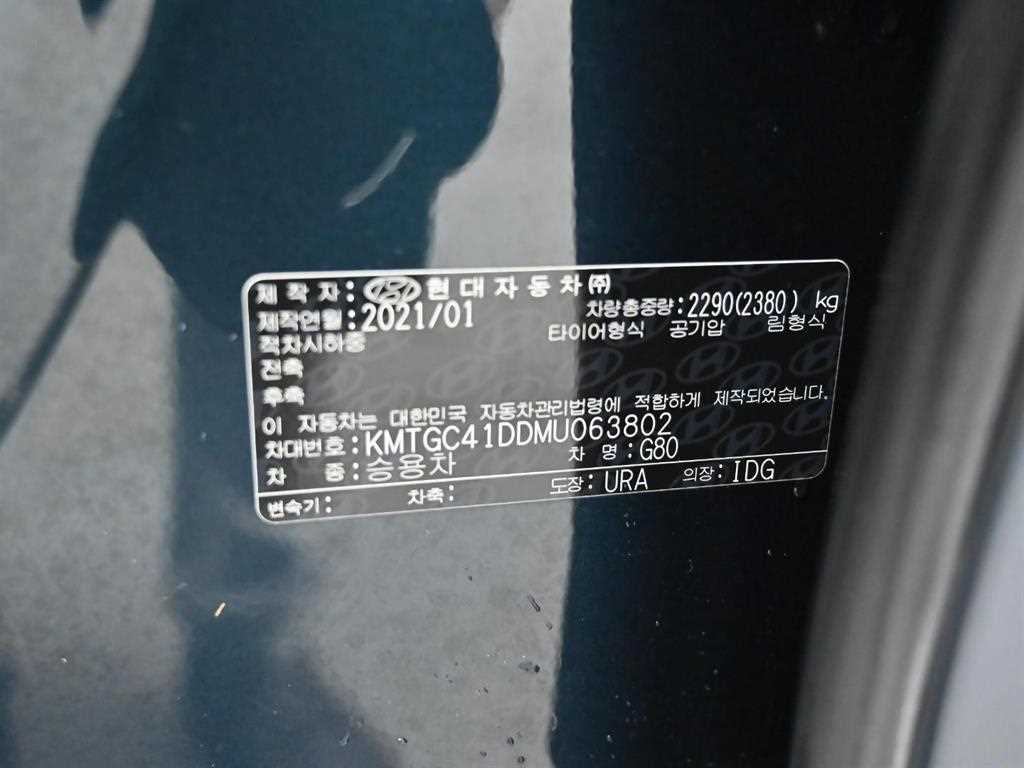 제 작 자 : 현대자동차㈜
제작연월 : 2021/01 차량총중량 : 2290(2380) kg
적차시하중 타이어형식 공기압 림형식
전축
후축
이 자동차는 대한민국 자동차관리법령에 적합하게 제작되었습니다.
차대번호 : KMTGC41DDMU063802
차 종 : 승용차 차 명 : G80
변속기 : 차축 : 도장 : URA 의장 : IDG